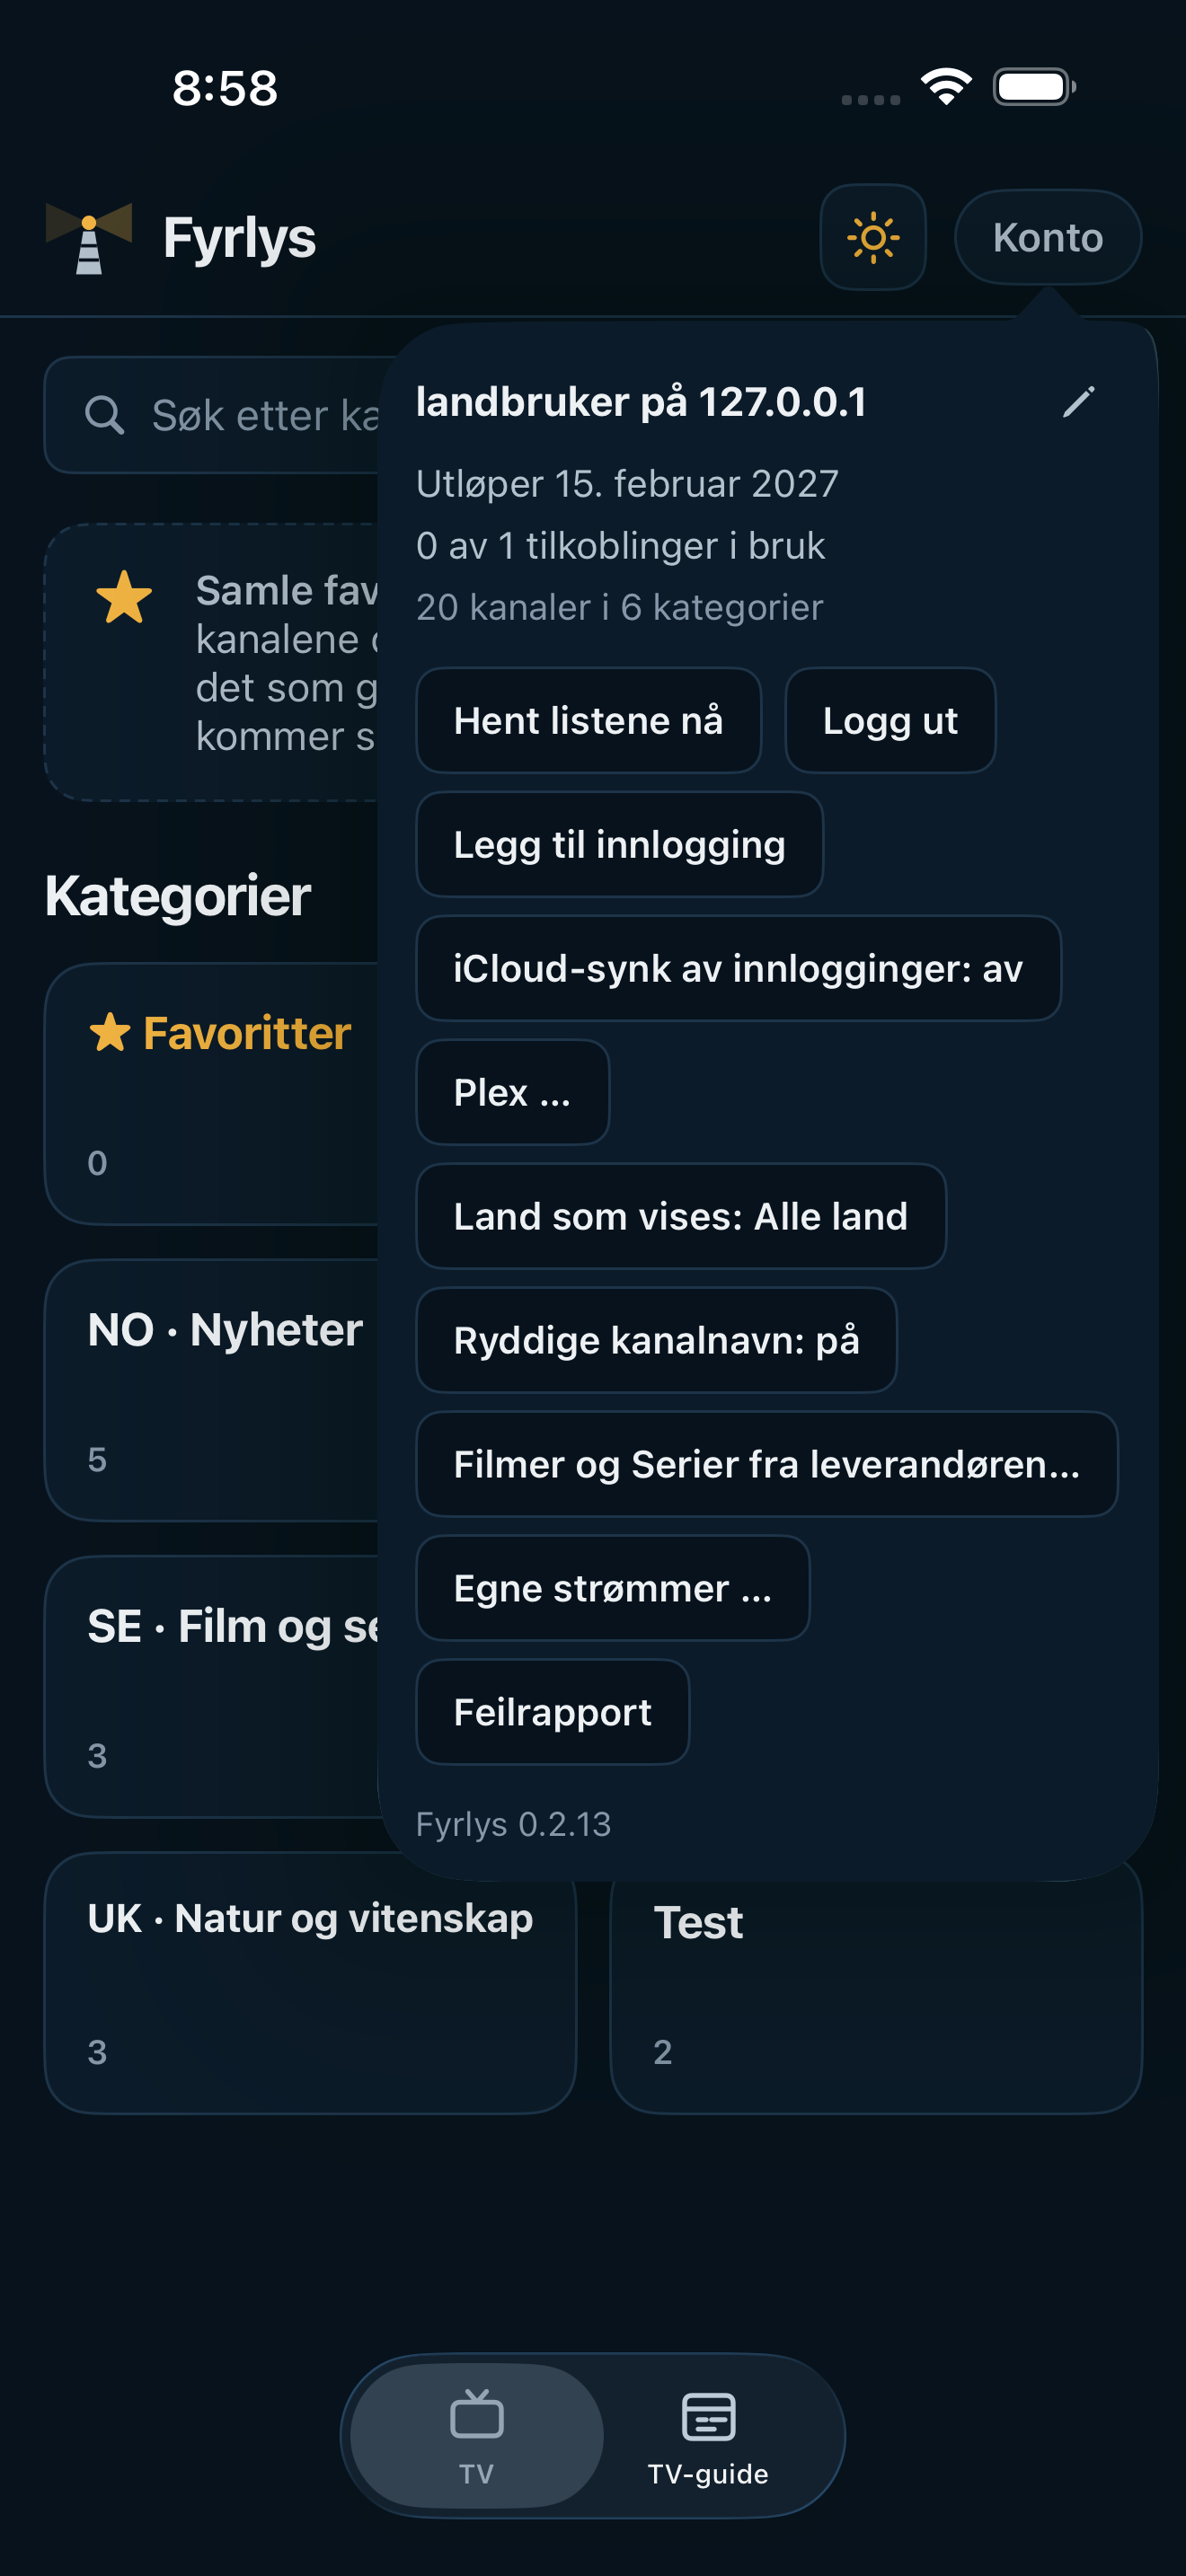 8:58
Fyrlys
Konto
Søk etter ka
landbruker på 127.0.0.1
Utløper 15. februar 2027
0 av 1 tilkoblinger i bruk
20 kanaler i 6 kategorier
Samle fav
kanalene
det som g
kommer s
Hent listene nå
Logg ut
Legg til innlogging
iCloud-synk av innlogginger: av
Plex ...
Land som vises: Alle land
Ryddige kanalnavn: på
Filmer og Serier fra leverandøren...
Egne strømmer ...
Feilrapport
Fyrlys 0.2.13
Kategorier
Favoritter
0
NO · Nyheter
5
SE · Film og se
3
UK · Natur og vitenskap
3
Test
2
TV
TV-guide